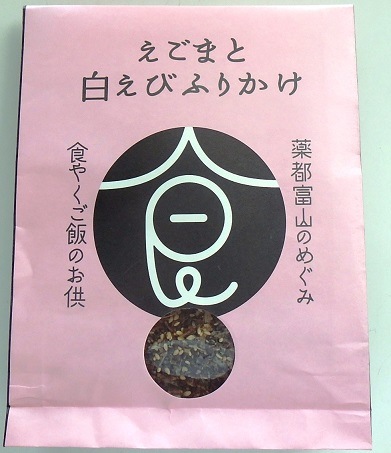 えごまと
白えびふりかけ
薬都富山のめぐみ
食
食やくご飯のお供